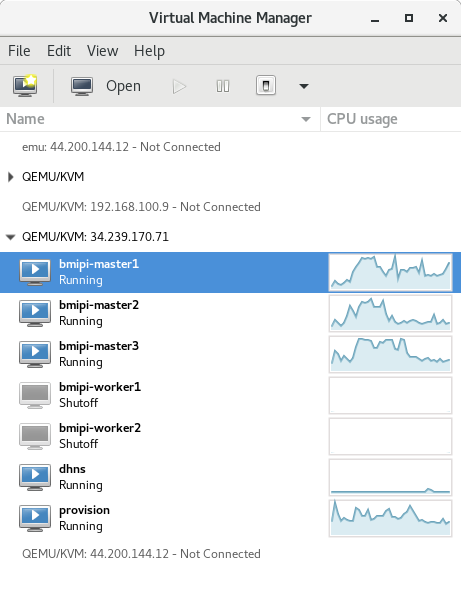 Virtual Machine Manager
File Edit View Help
Open
Name CPU usage
emu: 44.200.144.12 - Not Connected
QEMU/KVM
QEMU/KVM: 192.168.100.9 - Not Connected
QEMU/KVM: 34.239.170.71
bmipi-master1
Running
bmipi-master2
Running
bmipi-master3
Running
bmipi-worker1
Shutoff
bmipi-worker2
Shutoff
dhns
Running
provision
Running
QEMU/KVM: 44.200.144.12 - Not Connected